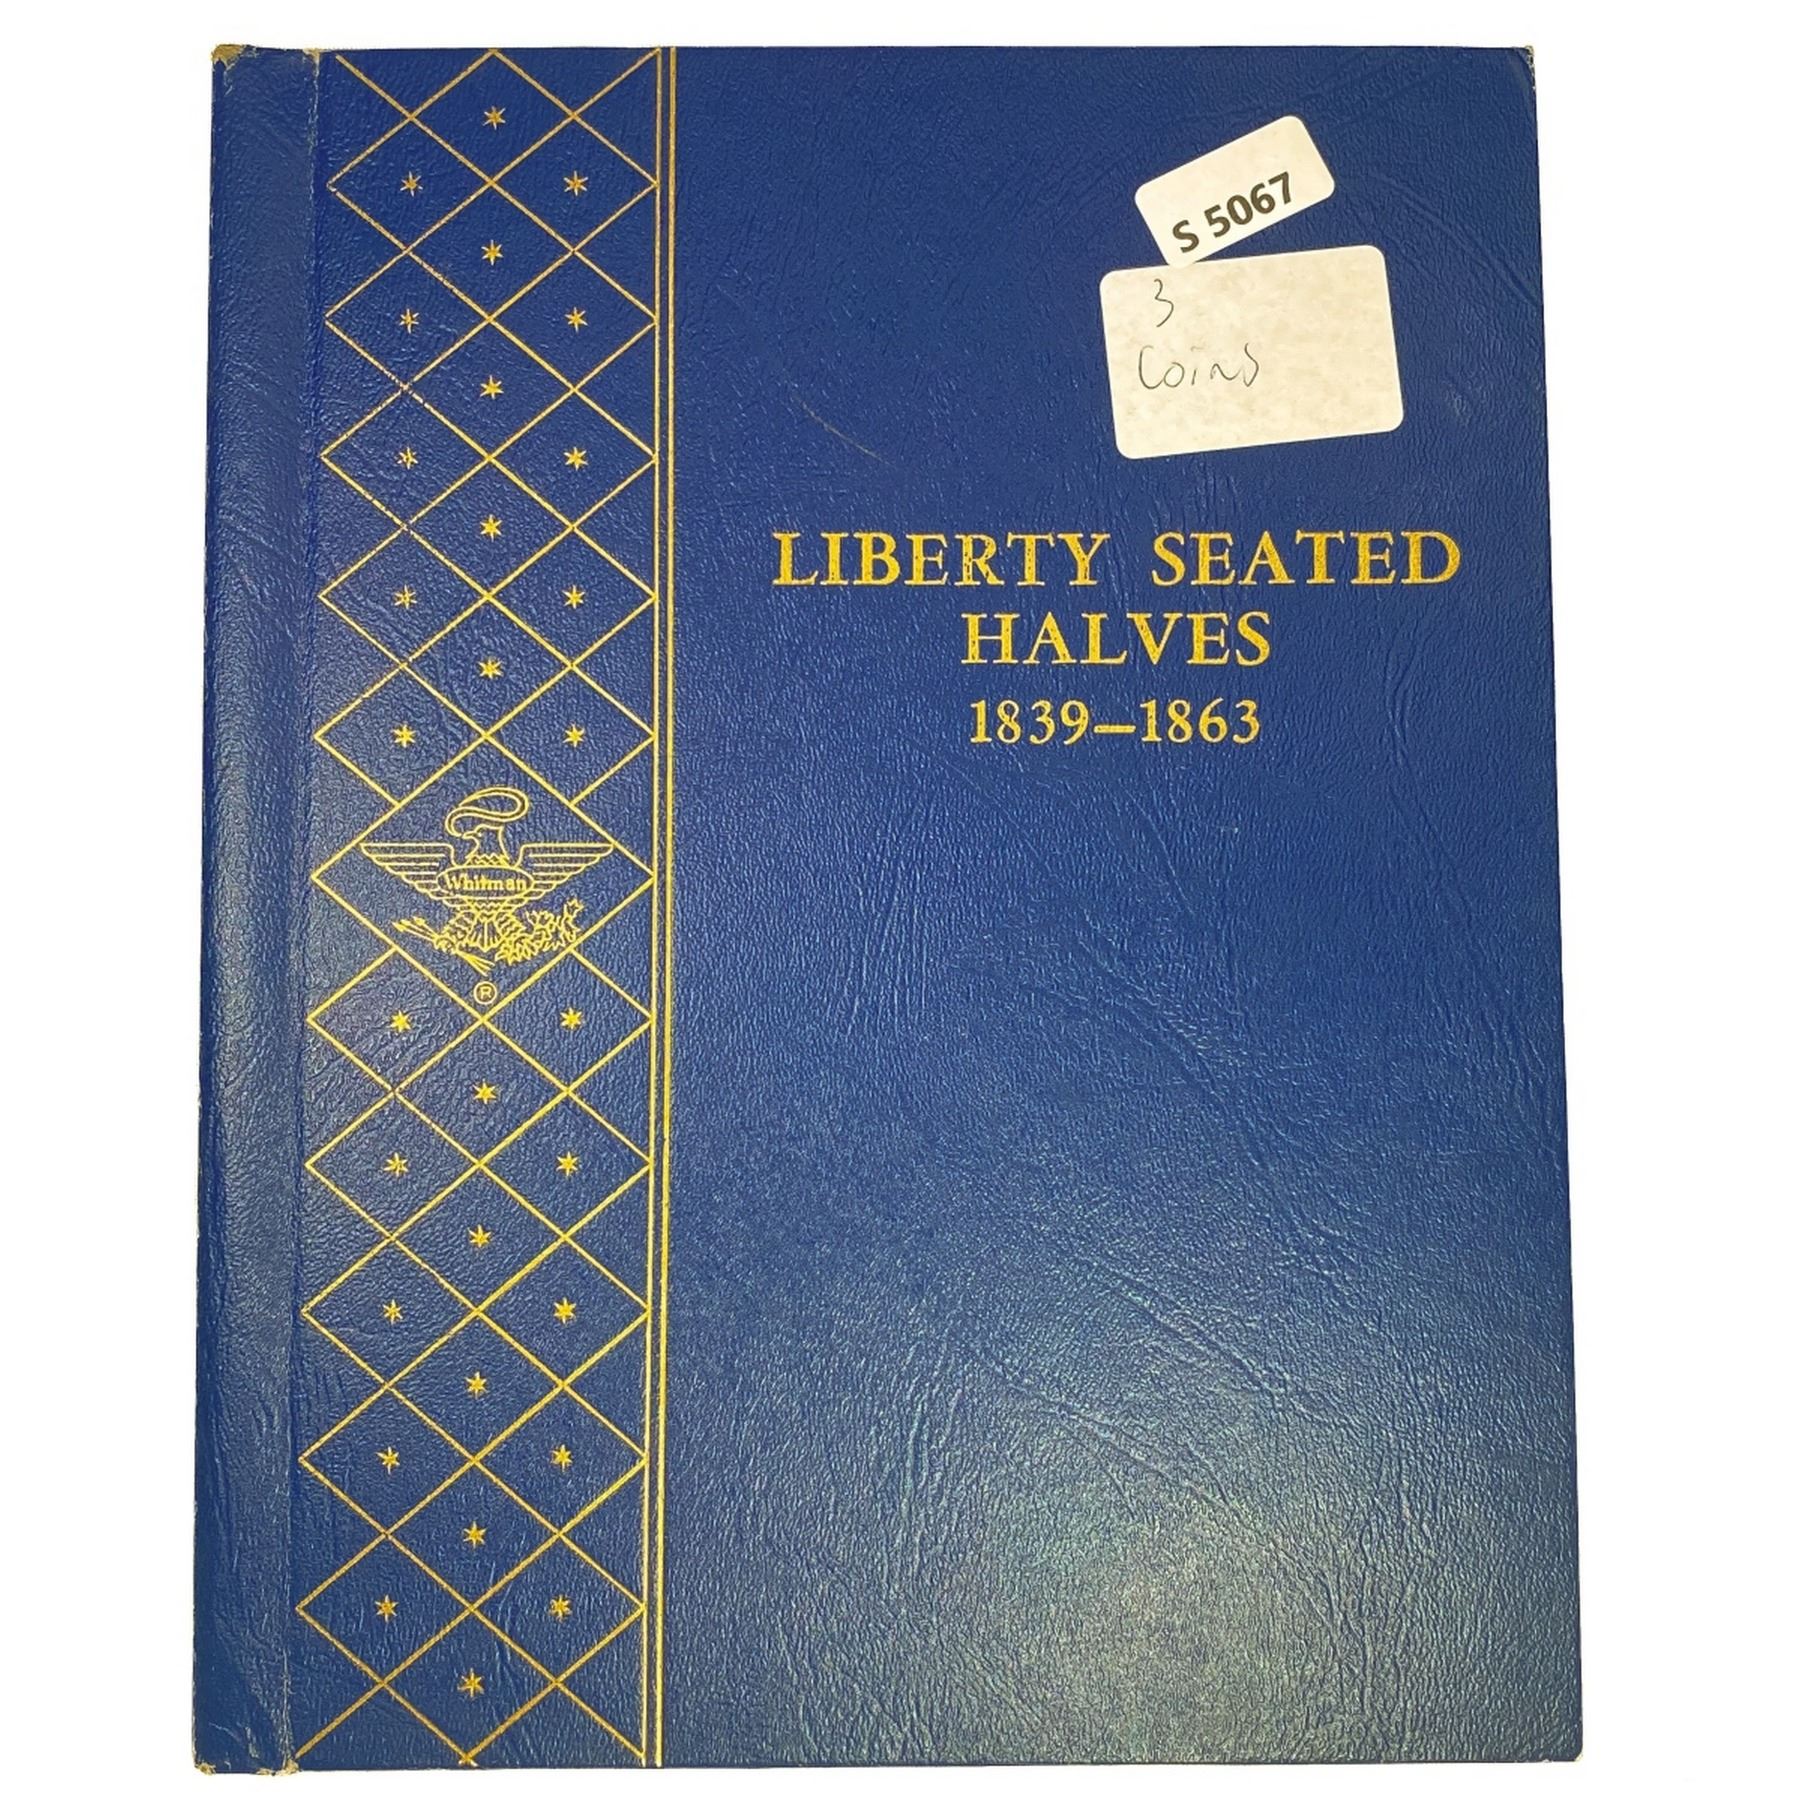 S 5067
3
Coins
LIBERTY SEATED
HALVES
1839–1863
Whitman
®